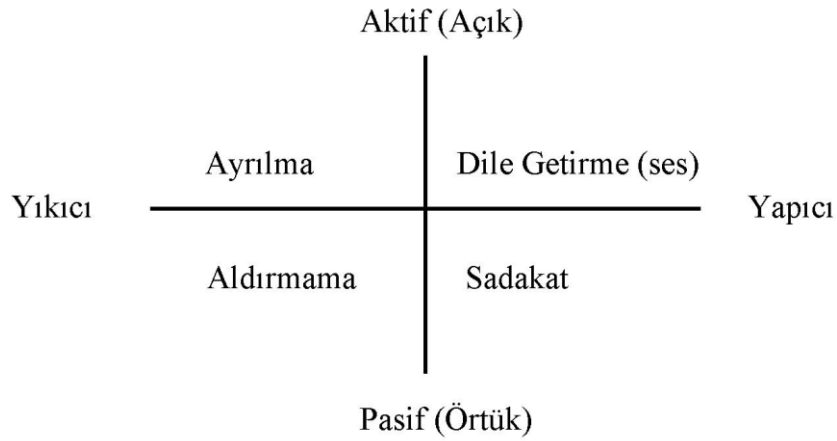 Aktif (Açık)
Ayrılma
Dile Getirme (ses)
Yıkıcı
Yapıcı
Aldırmama
Sadakat
Pasif (Örtük)